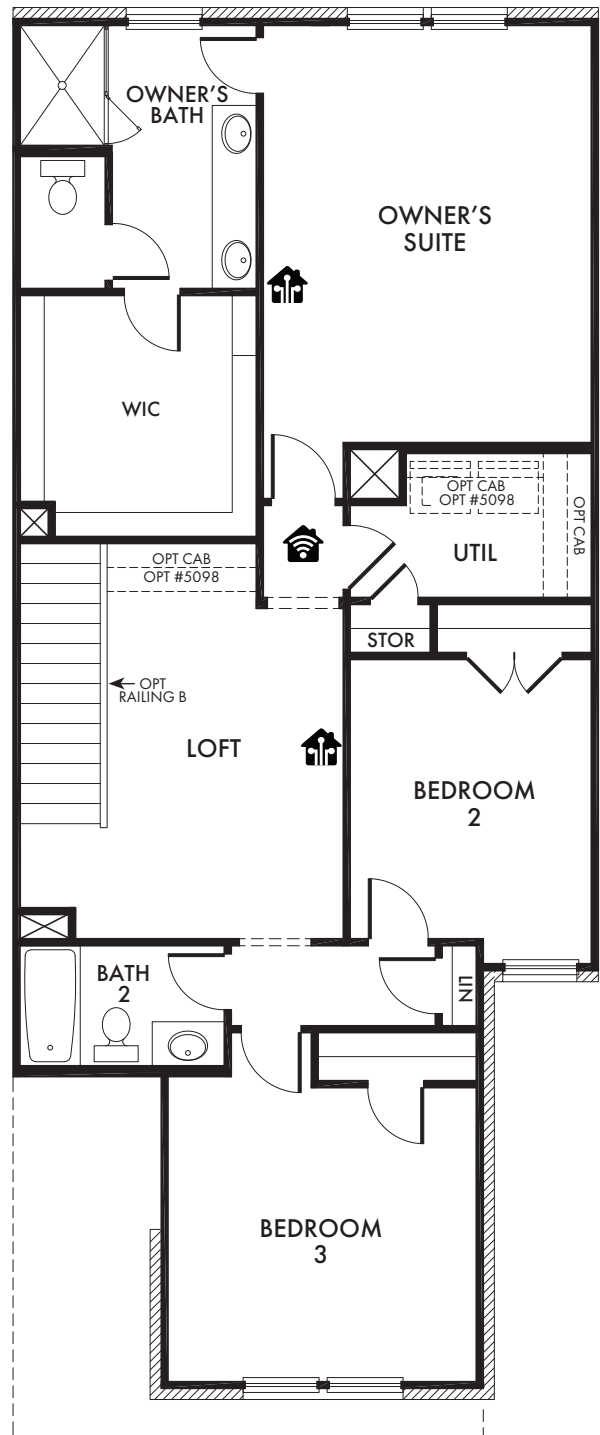 OWNER'S
BATH
OWNER'S
SUITE
WIC
OPT CAB
OPT #5098
OPT CAB
UTIL
OPT CAB
OPT #5098
STOR
OPT
RAILING B
LOFT
BEDROOM
2
BATH
2
LIN
BEDROOM
3